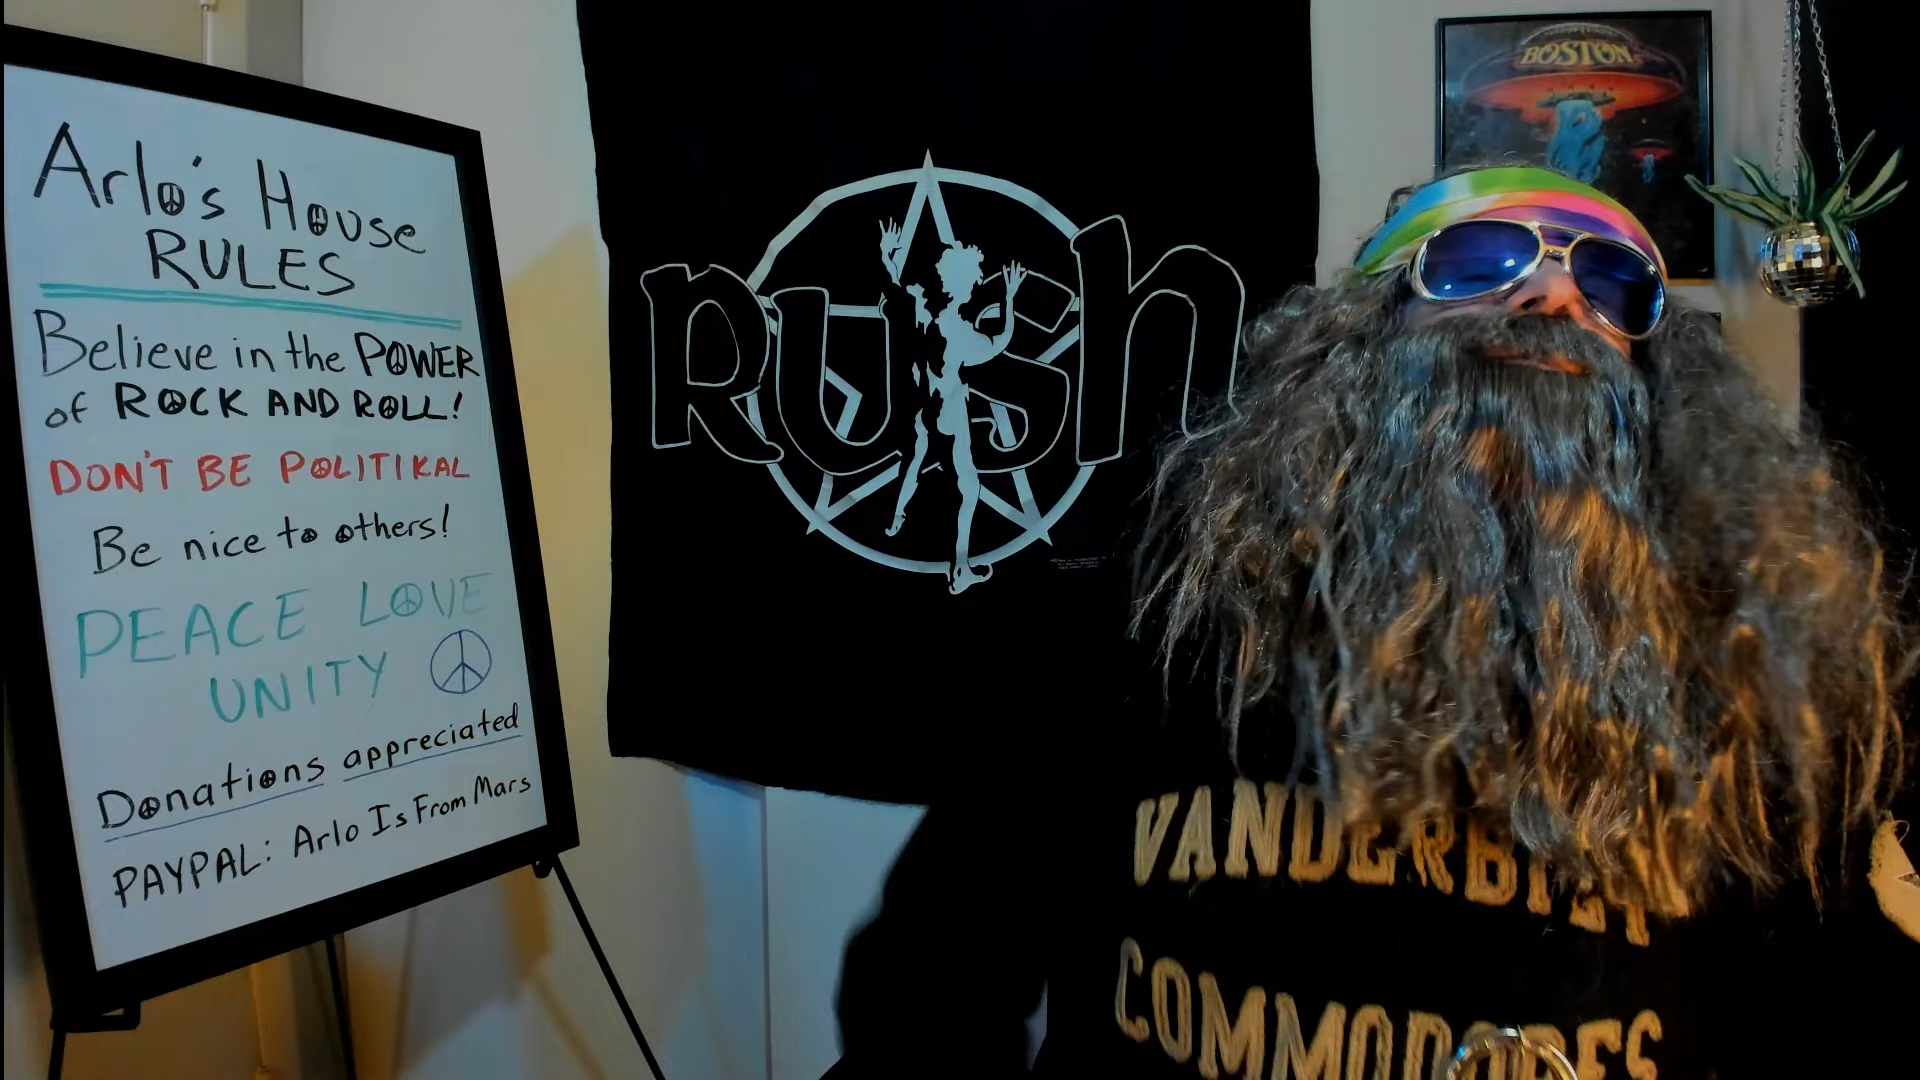 Arlo's House
RULES
Believe in the POWER
of ROCK AND ROLL!
DON'T BE POLITIKAL
Be nice to others!
PEACE LOVE
UNITY
Donations appreciated
PAYPAL: Arlo Is From Mars
RUSH
BOSTON
VANDERBILT
COMMODORES